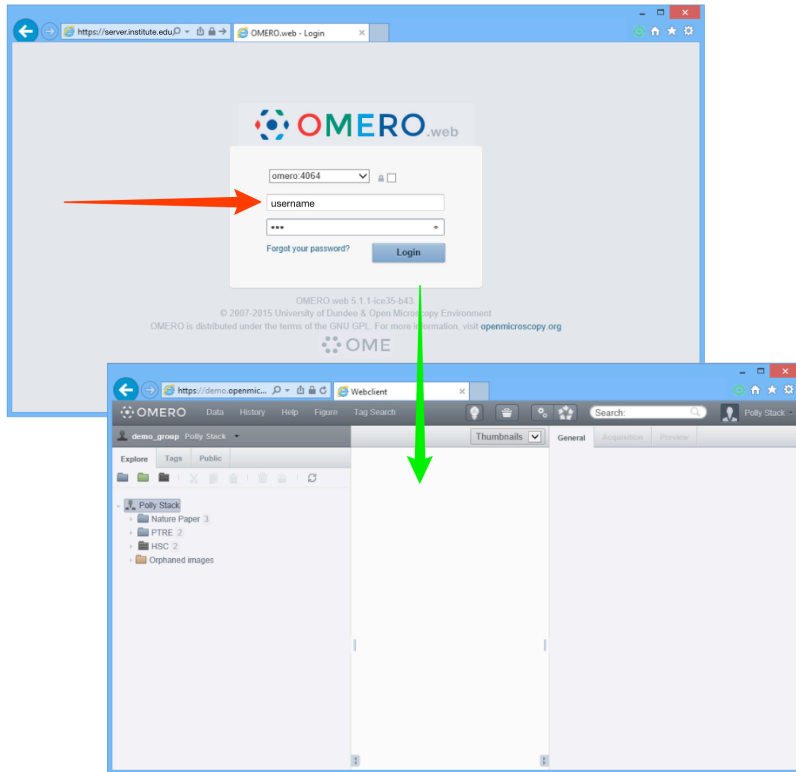 https://server.institute.edu
OMERO.web - Login
OMERO.web
omero:4064
username
•••
Forgot your password?
Login
OMERO.web 5.1.1-ice35-b43
© 2007-2015 University of Dundee & Open Microscopy Environment
OMERO is distributed under the terms of the GNU GPL. For more information, visit openmicroscopy.org
OME
https://demo.openmic...
Webclient
OMERO Data History Help Figure Tag Search Search: Polly Stack
demo_group Polly Stack Thumbnails General Acquisition Preview
Explore Tags Public
Polly Stack
Nature Paper 3
PTRE 2
HSC 2
Orphaned images